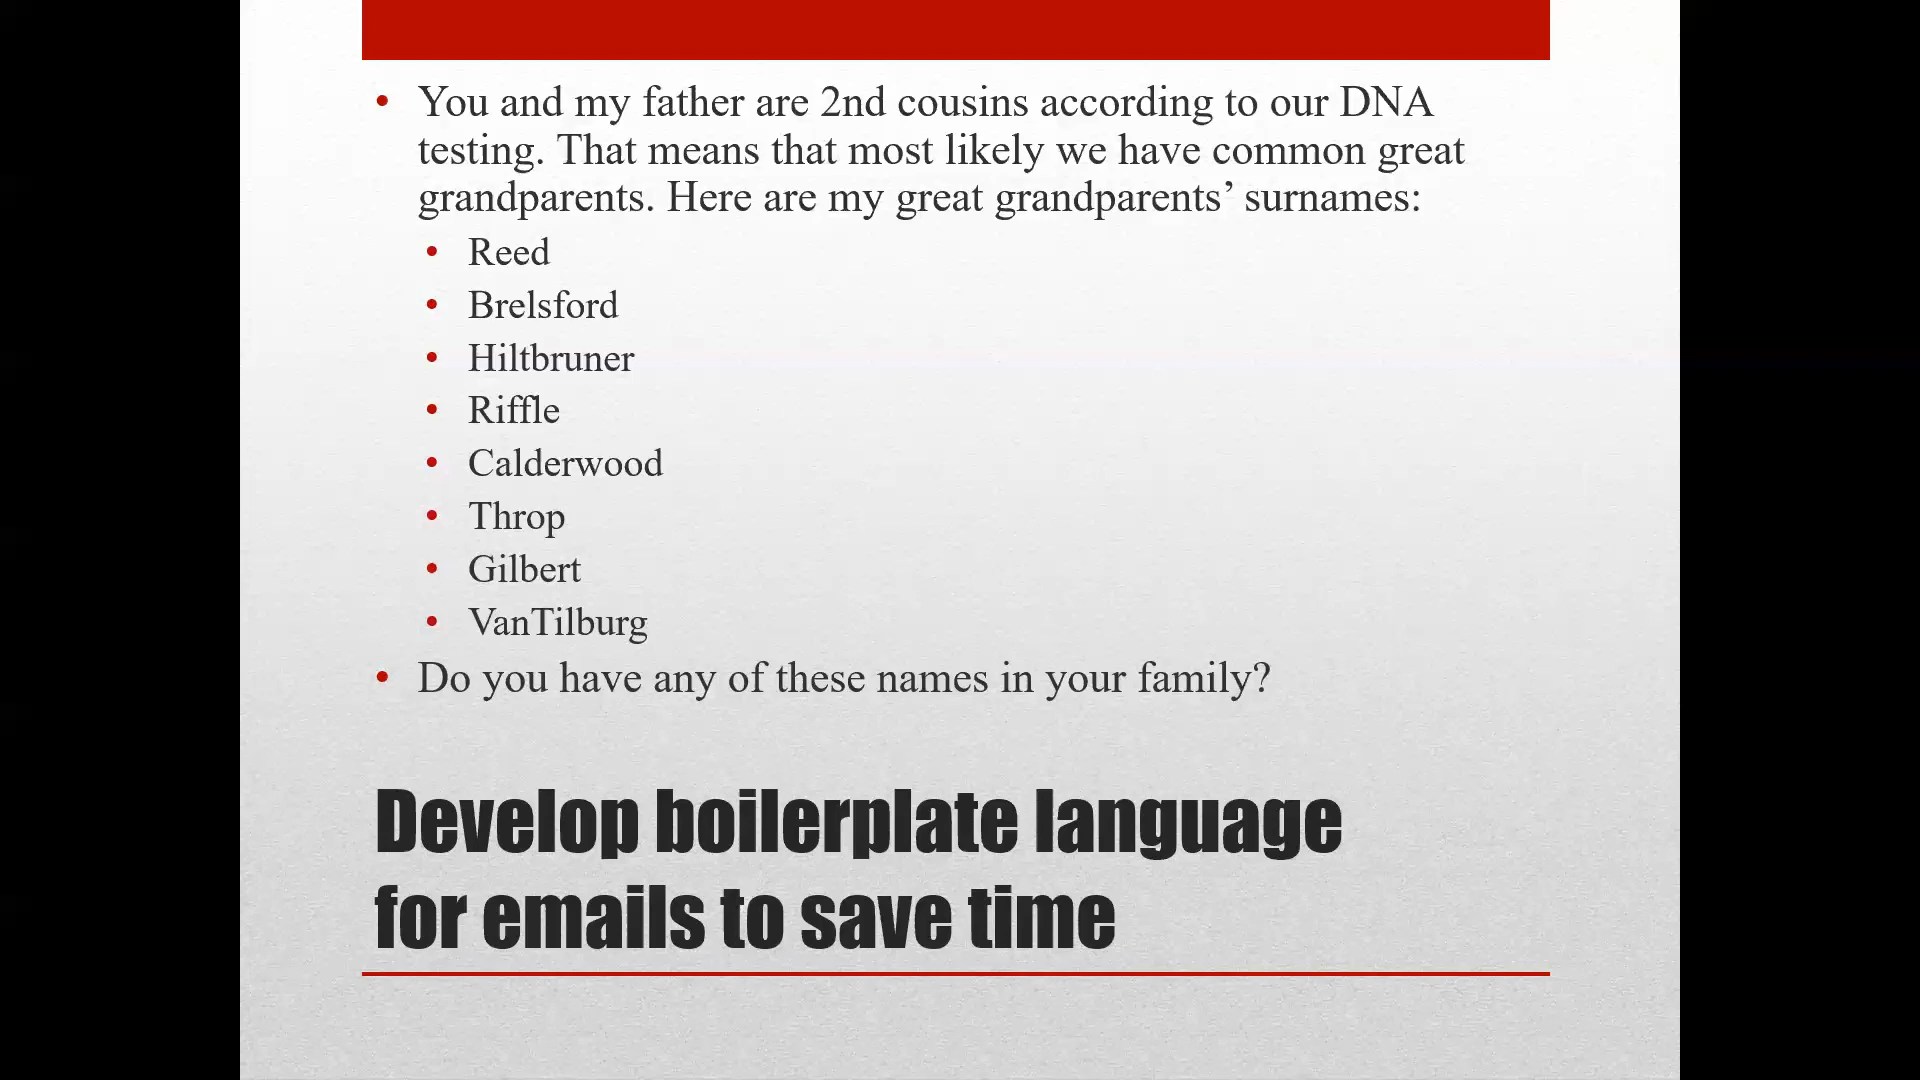 You and my father are 2nd cousins according to our DNA
testing. That means that most likely we have common great
grandparents. Here are my great grandparents’ surnames:
Reed
Brelsford
Hiltbruner
Riffle
Calderwood
Throp
Gilbert
VanTilburg
Do you have any of these names in your family?
Develop boilerplate language
for emails to save time